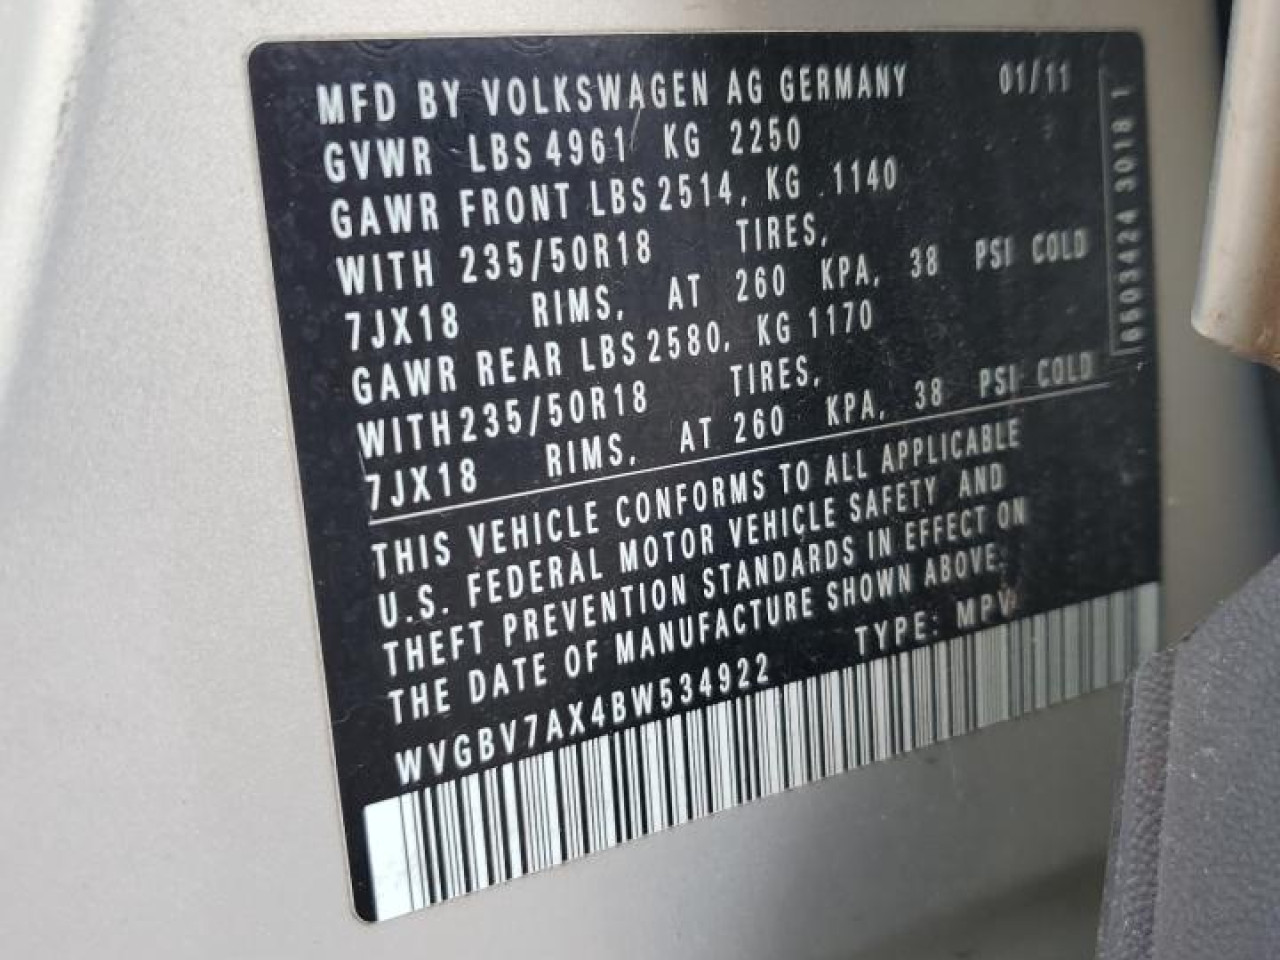 MFD BY VOLKSWAGEN AG GERMANY 01/11
GVWR LBS 4961 KG 2250
GAWR FRONT LBS 2514, KG 1140
WITH 235/50R18 TIRES,
7JX18 RIMS, AT 260 KPA, 38 PSI COLD
GAWR REAR LBS 2580, KG 1170
WITH 235/50R18 TIRES,
7JX18 RIMS, AT 260 KPA, 38 PSI COLD
THIS VEHICLE CONFORMS TO ALL APPLICABLE
U.S. FEDERAL MOTOR VEHICLE SAFETY AND
THEFT PREVENTION STANDARDS IN EFFECT ON
THE DATE OF MANUFACTURE SHOWN ABOVE.
WVGBV7AX4BW534922 TYPE: MPV